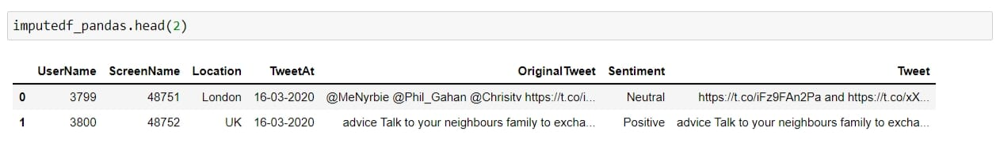 imputedf_pandas.head(2)
UserName ScreenName Location TweetAt OriginalTweet Sentiment Tweet
0 3799 48751 London 16-03-2020 @MeNyrbie @Phil_Gahan @Chrisitv https://t.co/i... Neutral https://t.co/iFz9FAn2Pa and https://t.co/xX...
1 3800 48752 UK 16-03-2020 advice Talk to your neighbours family to excha... Positive advice Talk to your neighbours family to excha...